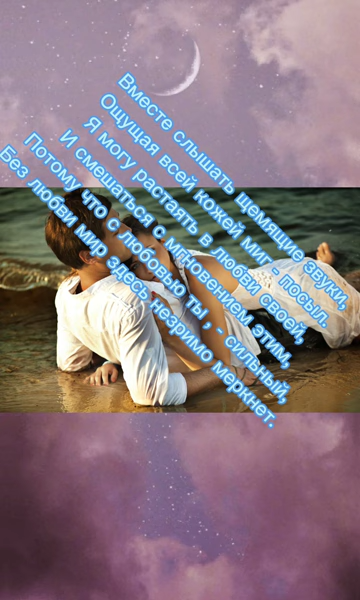 Вместе слышать щемящие звуки,
Ощущая всей кожей миг - посыл.
Я могу растаять в любви своей,
И смешаться с мгновением этим,
Потому что с любовью ты , - сильный,
Без любви мир здесь незримо меркнет.